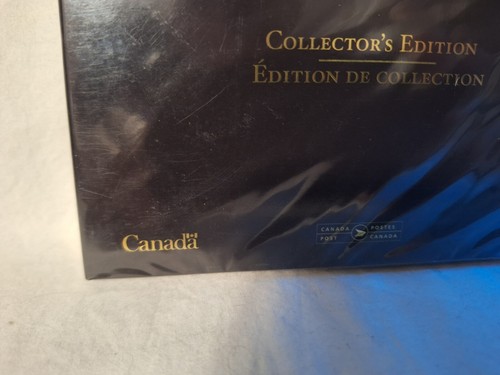 COLLECTOR'S EDITION
ÉDITION DE COLLECTION
Canada
CANADA POSTES
POST CANADA